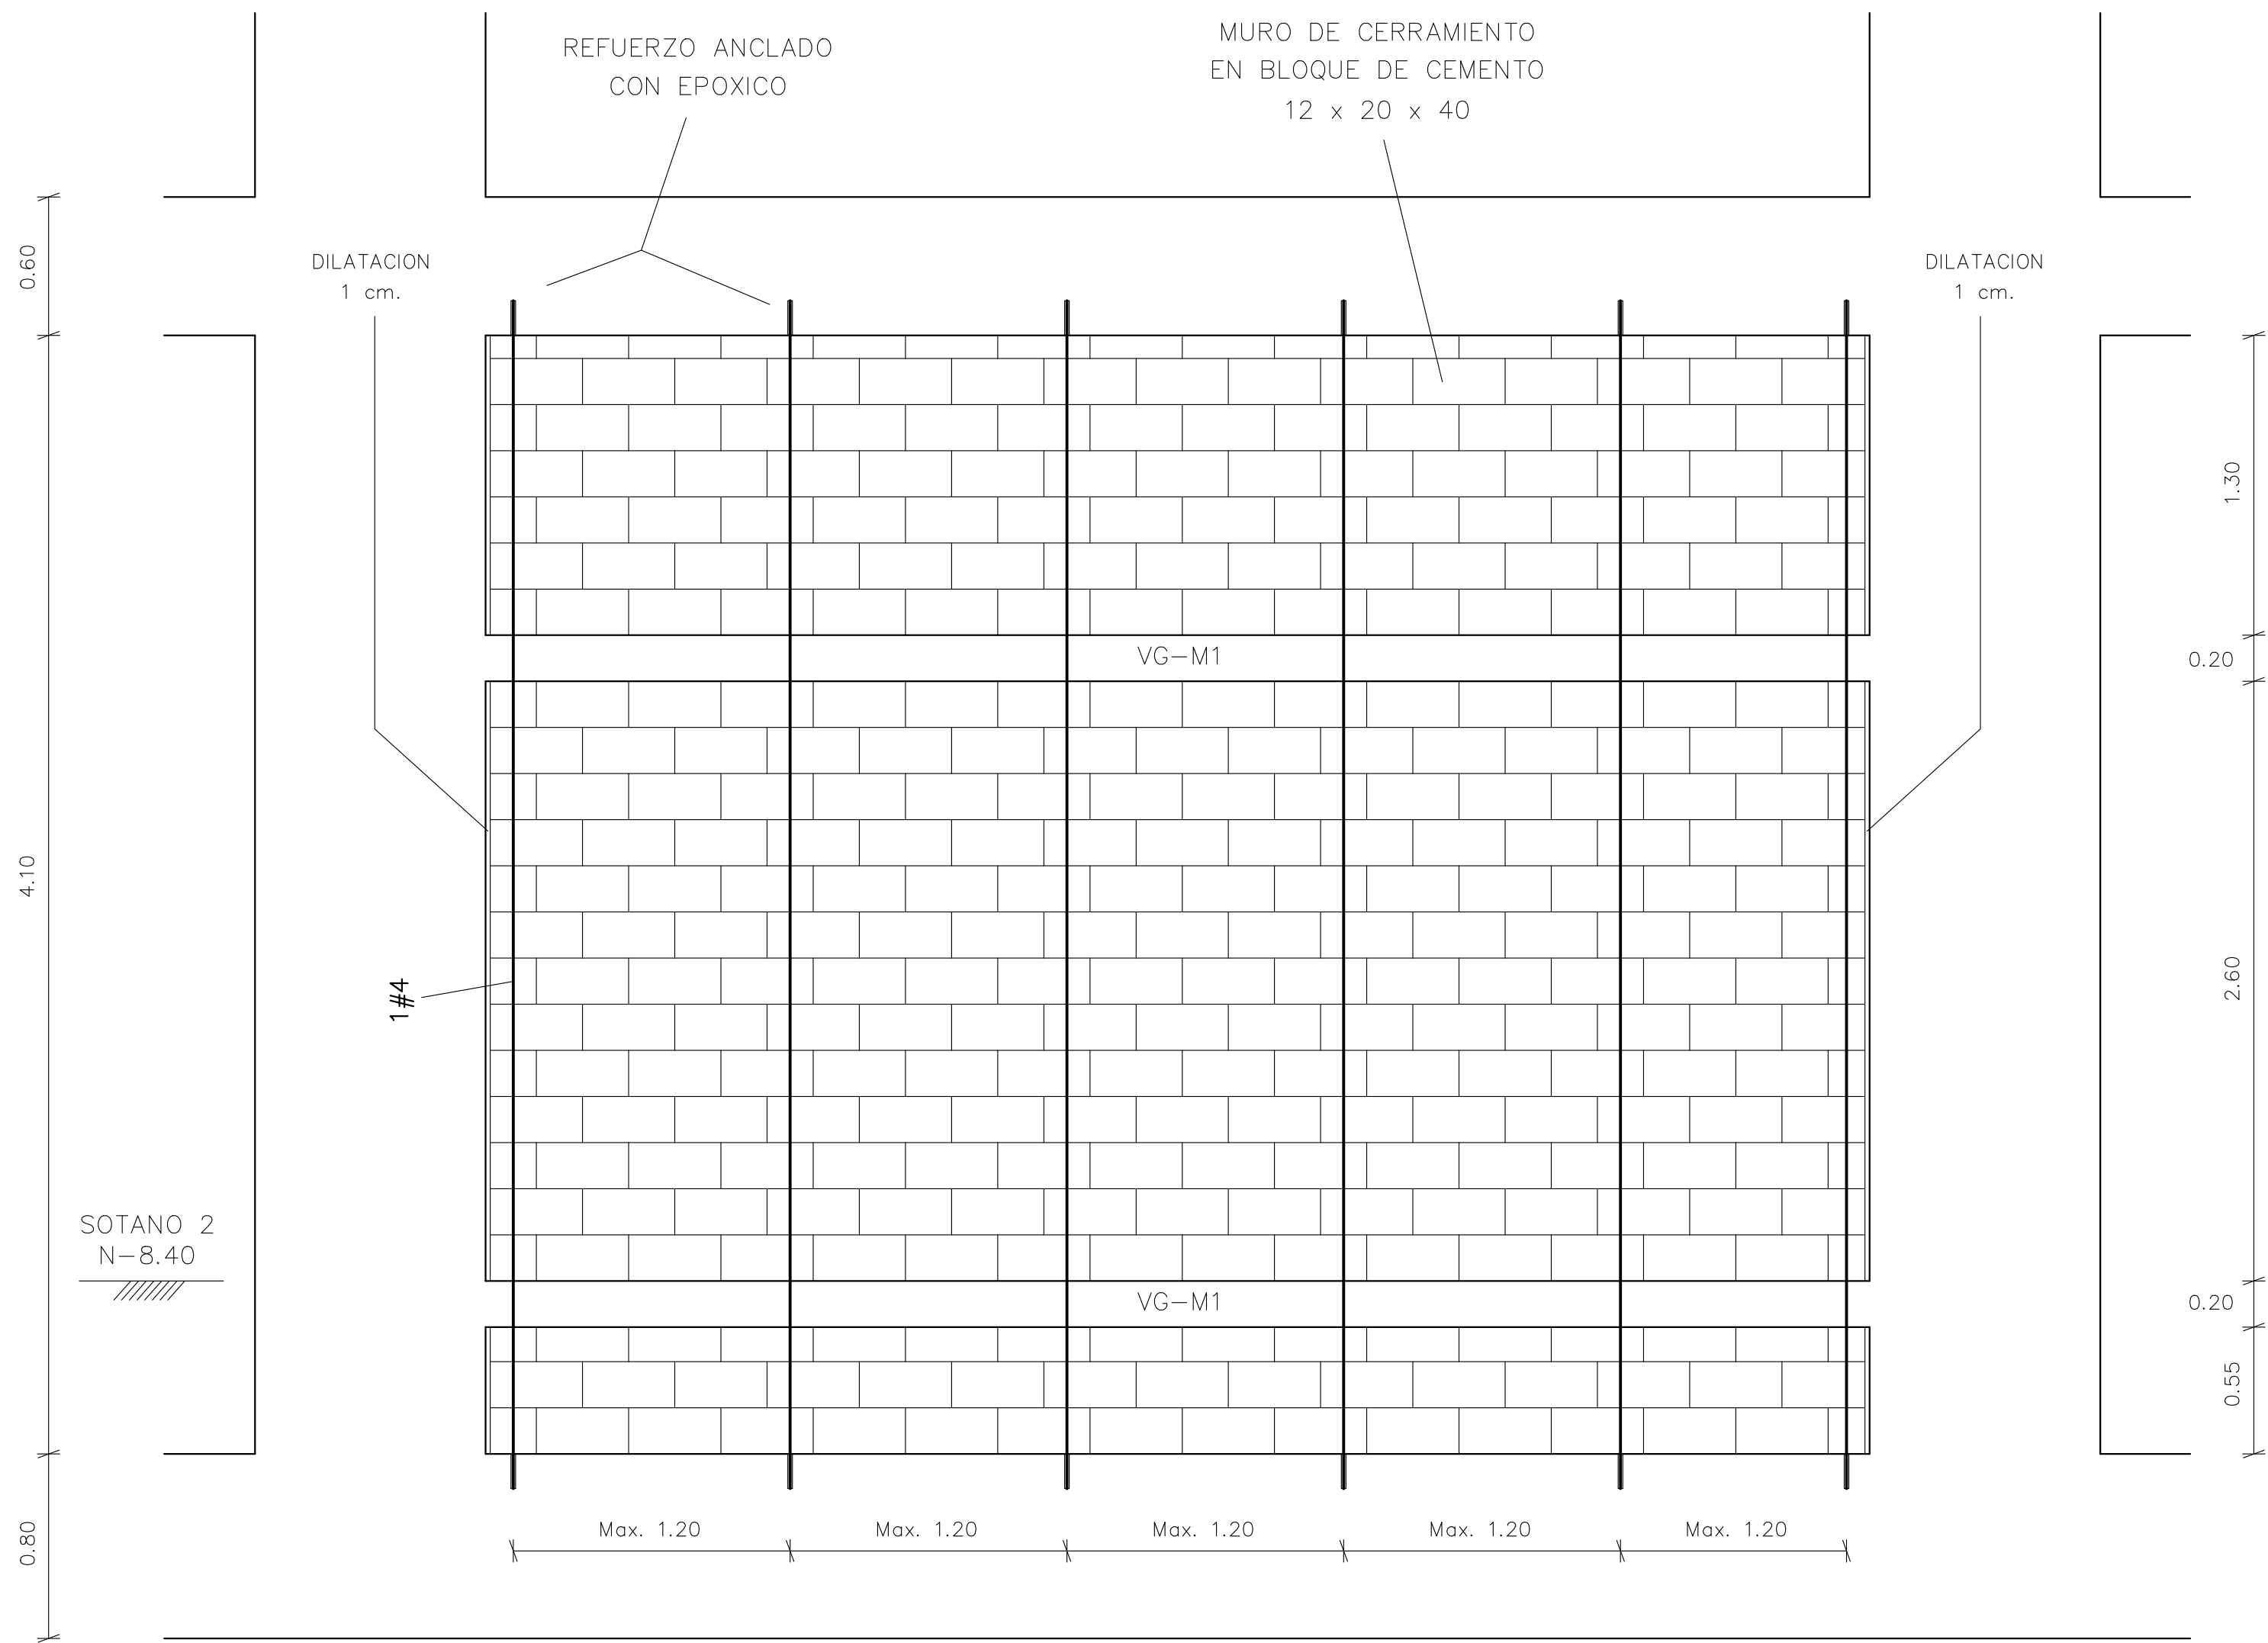 REFUERZO ANCLADO
CON EPOXICO
MURO DE CERRAMIENTO
EN BLOQUE DE CEMENTO
12 x 20 x 40
0.60
DILATACION
1 cm.
DILATACION
1 cm.
1.30
VG-M1
0.20
4.10
1#4
2.60
SOTANO 2
N-8.40
VG-M1
0.20
0.55
0.80
Max. 1.20
Max. 1.20
Max. 1.20
Max. 1.20
Max. 1.20